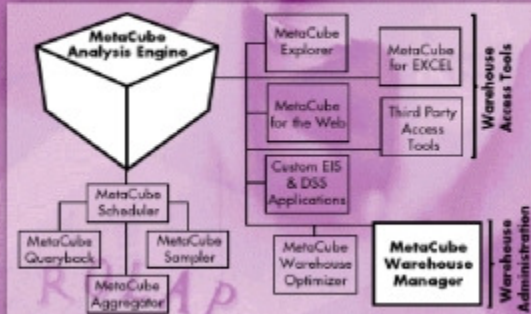 MetaCube
Analysis Engine
MetaCube
Explorer
MetaCube
for EXCEL
MetaCube
for the Web
Third Party
Access
Tools
Custom EIS
& DSS
Applications
Warehouse
Access Tools
MetaCube
Scheduler
MetaCube
Queryback
MetaCube
Sampler
MetaCube
Aggregator
MetaCube
Warehouse
Optimizer
MetaCube
Warehouse
Manager
Warehouse
Administration
ROLAP